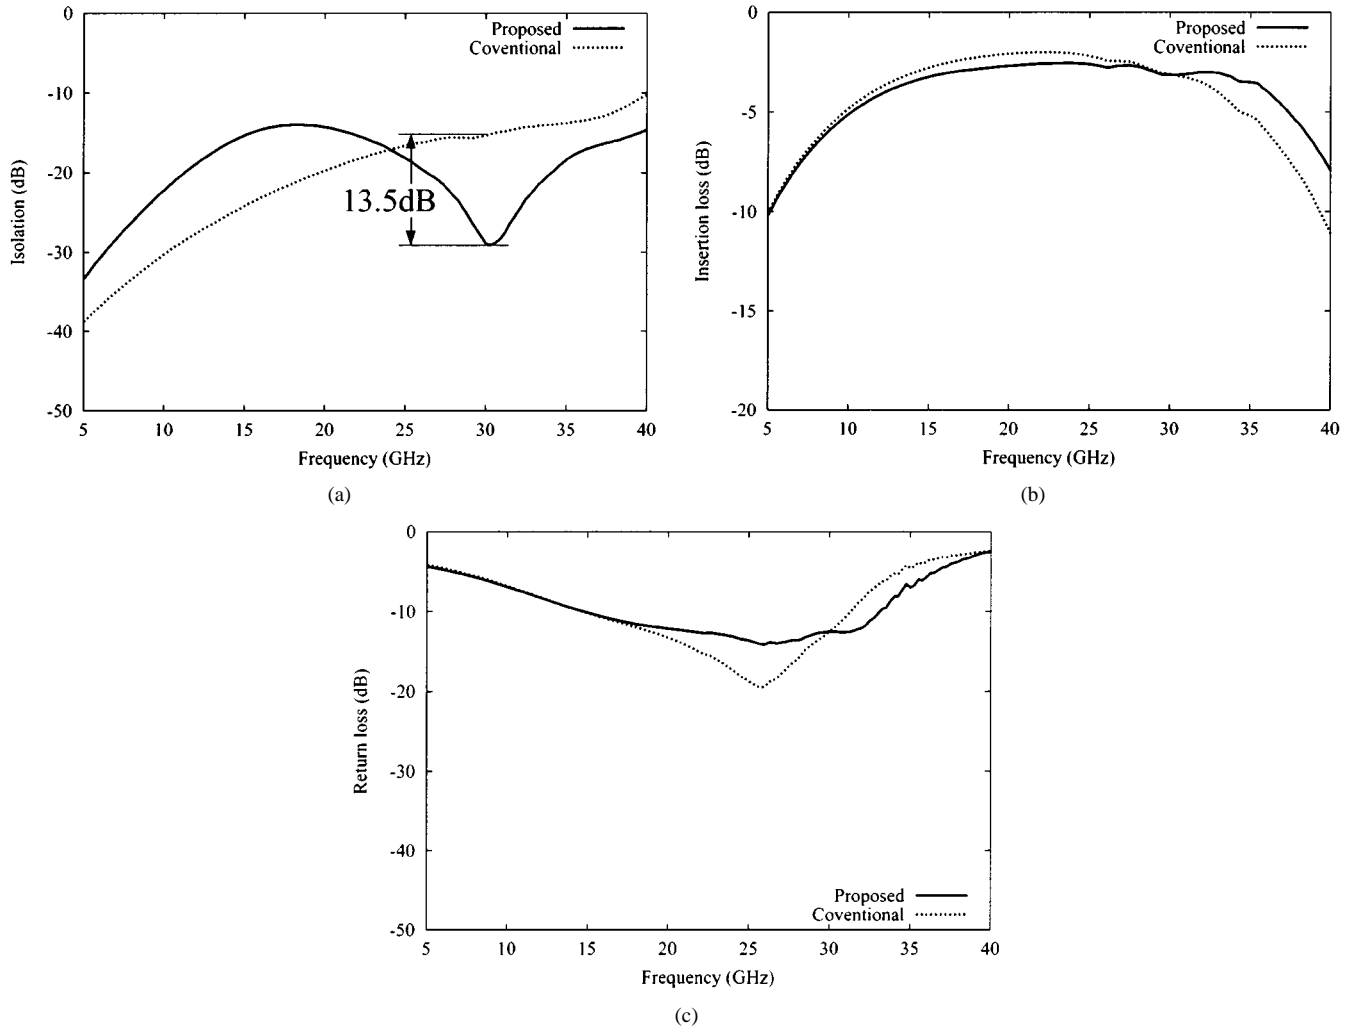 0
-10
-20
-30
-40
-50
5
10
15
20
25
30
35
40
Isolation (dB)
Frequency (GHz)
Proposed
Coventional
13.5dB
(a)
0
-5
-10
-15
-20
5
10
15
20
25
30
35
40
Insertion loss (dB)
Frequency (GHz)
Proposed
Coventional
(b)
0
-10
-20
-30
-40
-50
5
10
15
20
25
30
35
40
Return loss (dB)
Frequency (GHz)
Proposed
Coventional
(c)